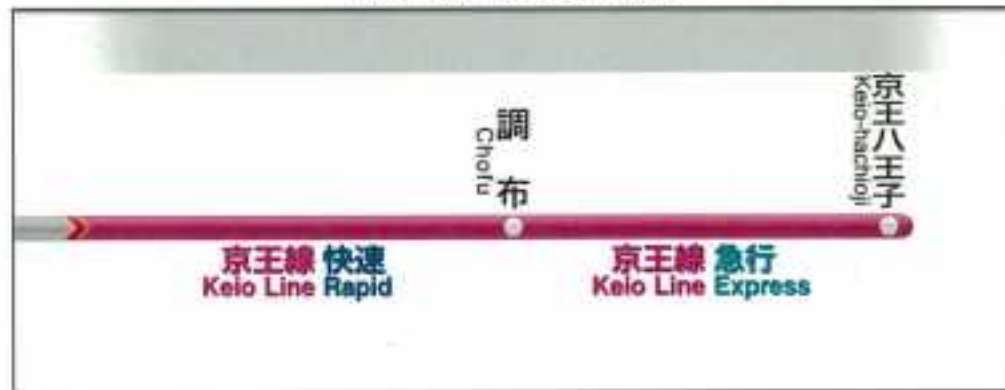 調布
Chofu
京王八王子
Keio-hachioji
京王線 快速
Keio Line Rapid
京王線 急行
Keio Line Express